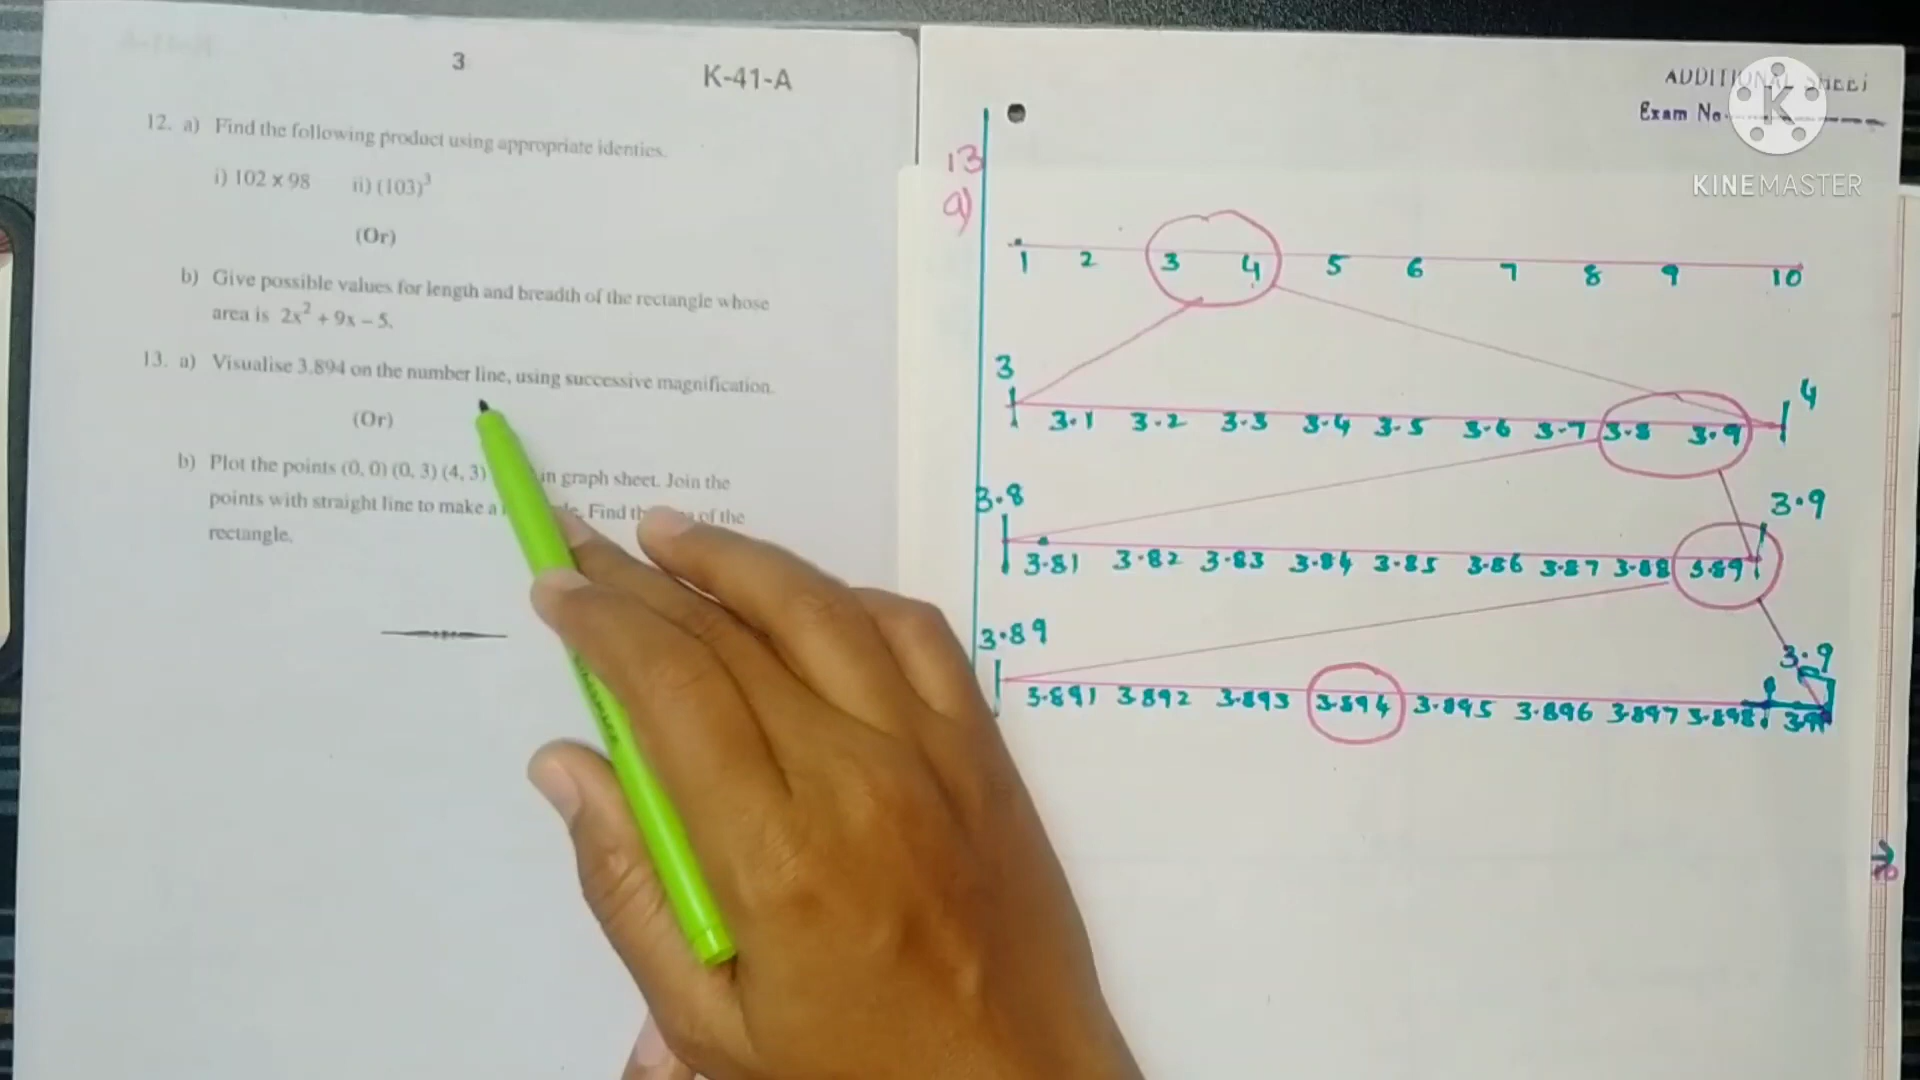 3
K-41-A
12. a) Find the following product using appropriate identies.
i) 102 x 98 ii) (103)³
(Or)
b) Give possible values for length and breadth of the rectangle whose
area is 2x² + 9x – 5.
13. a) Visualise 3.894 on the number line, using successive magnification.
(Or)
b) Plot the points (0, 0) (0, 3) (4, 3) in graph sheet. Join the
points with straight line to make a Find of the
rectangle.
ADDITIONAL Sheet
Exam No.
KINEMASTER
13
a)
1 2 3 4 5 6 7 8 9 10
3 4
3.1 3.2 3.3 3.4 3.5 3.6 3.7 3.8 3.9
3.8 3.9
3.81 3.82 3.83 3.84 3.85 3.86 3.87 3.88 3.89
3.89 3.9
3.891 3.892 3.893 3.894 3.895 3.896 3.897 3.898